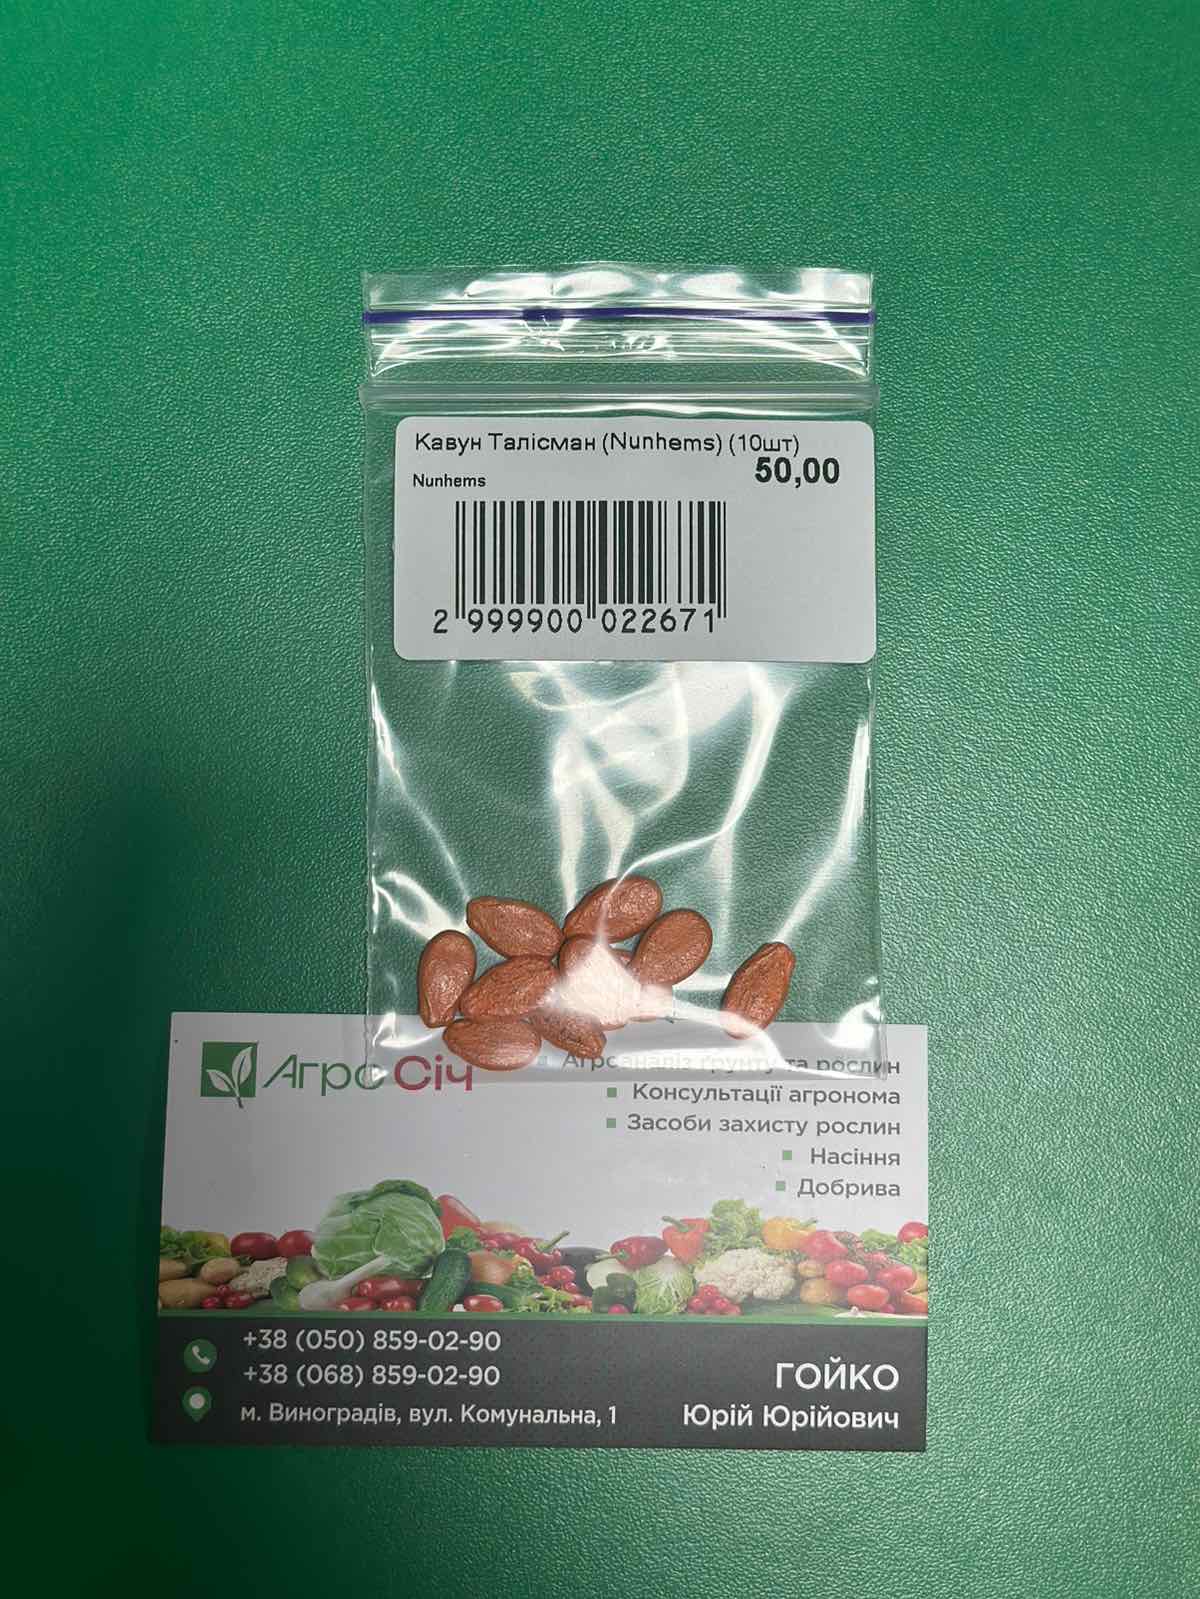 Кавун Талісман (Nunhems) (10шт)
50,00
Nunhems
2 999900 022671
Агро Січ
Агроаналіз ґрунту та рослин
Консультації агронома
Засоби захисту рослин
Насіння
Добрива
+38 (050) 859-02-90
+38 (068) 859-02-90
м. Виноградів, вул. Комунальна, 1
ГОЙКО
Юрій Юрійович